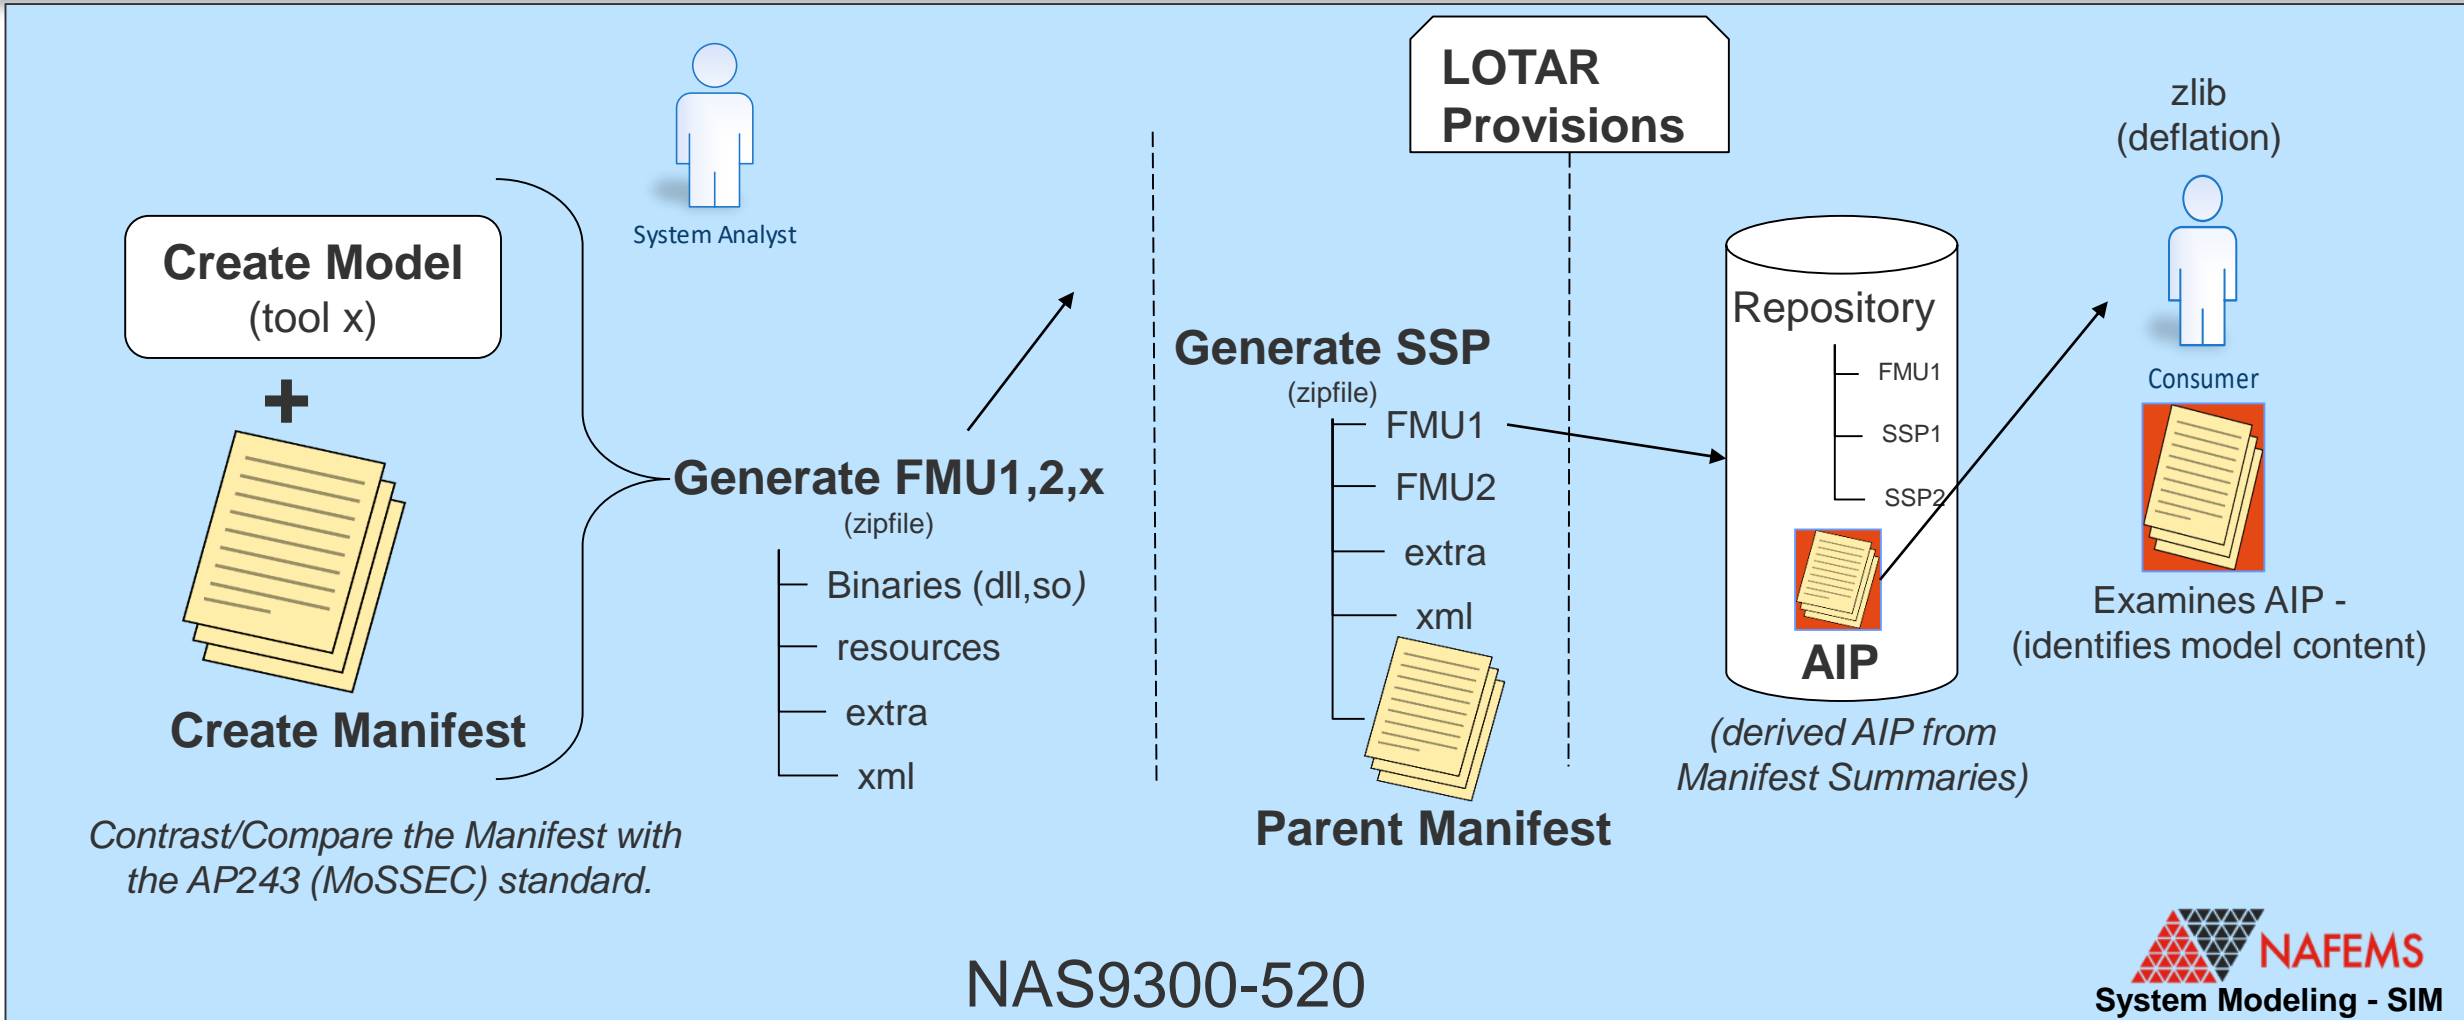 System Analyst
Create Model
(tool x)
Create Manifest
Contrast/Compare the Manifest with
the AP243 (MoSSEC) standard.
Generate FMU1,2,x
(zipfile)
Binaries (dll,so)
resources
extra
xml
LOTAR
Provisions
Generate SSP
(zipfile)
FMU1
FMU2
extra
xml
Parent Manifest
Repository
FMU1
SSP1
SSP2
AIP
(derived AIP from
Manifest Summaries)
zlib
(deflation)
Consumer
Examines AIP -
(identifies model content)
NAS9300-520
NAFEMS
System Modeling - SIM